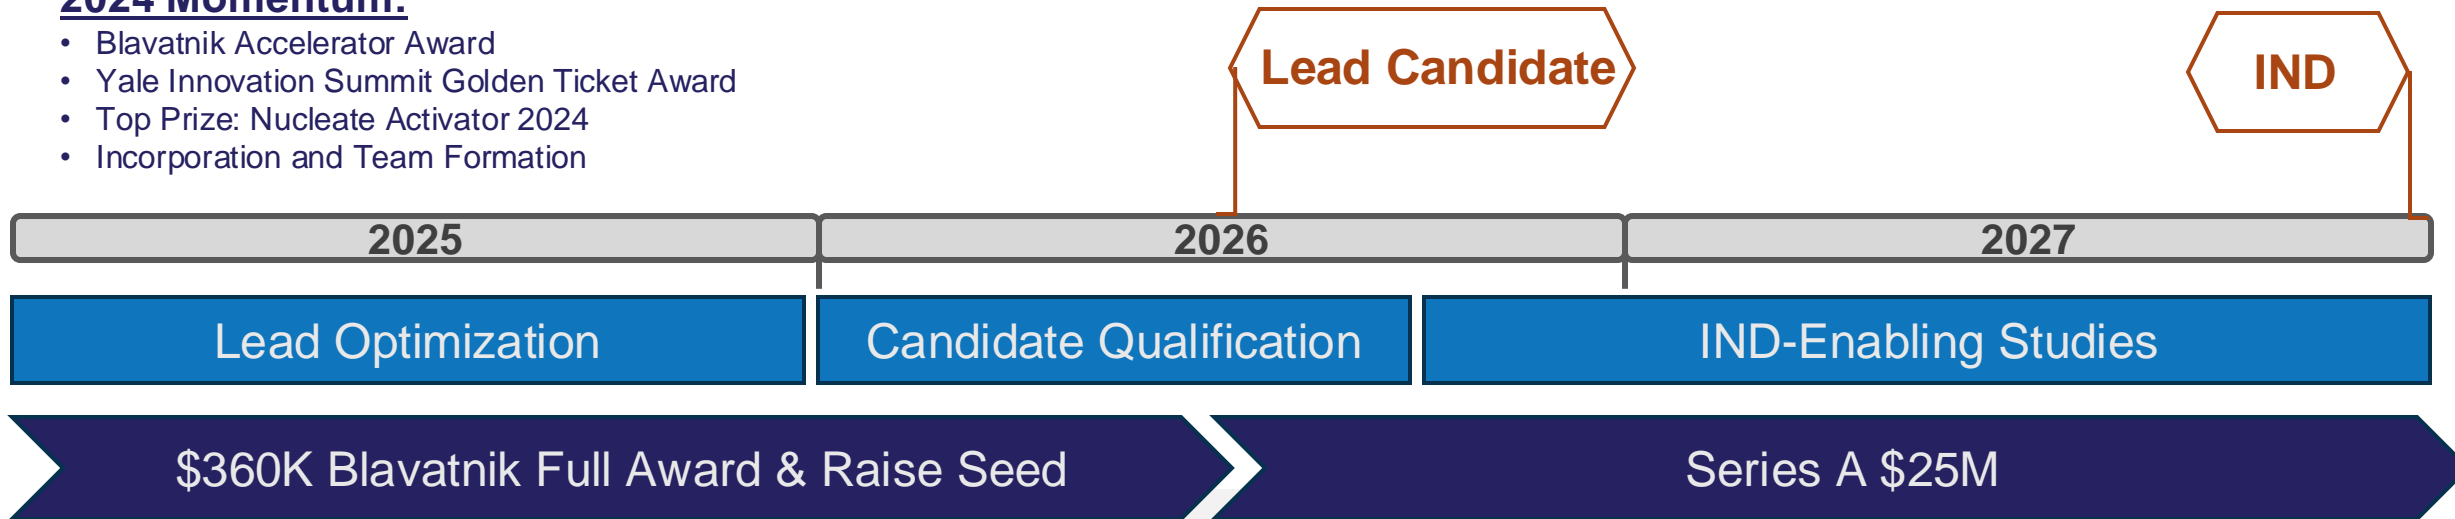 2024 Momentum:
• Blavatnik Accelerator Award
• Yale Innovation Summit Golden Ticket Award
• Top Prize: Nucleate Activator 2024
• Incorporation and Team Formation
Lead Candidate
IND
2025
2026
2027
Lead Optimization
Candidate Qualification
IND-Enabling Studies
$360K Blavatnik Full Award & Raise Seed
Series A $25M